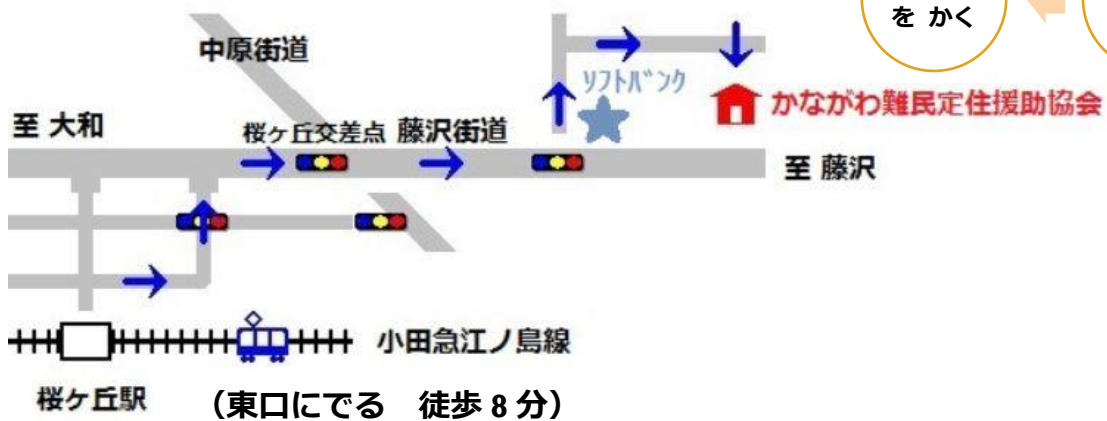 を かく
中原街道
ソフトバンク
かながわ難民定住援助協会
至 大和
桜ヶ丘交差点
藤沢街道
至 藤沢
小田急江ノ島線
桜ヶ丘駅
（東口にでる　徒歩 8 分）